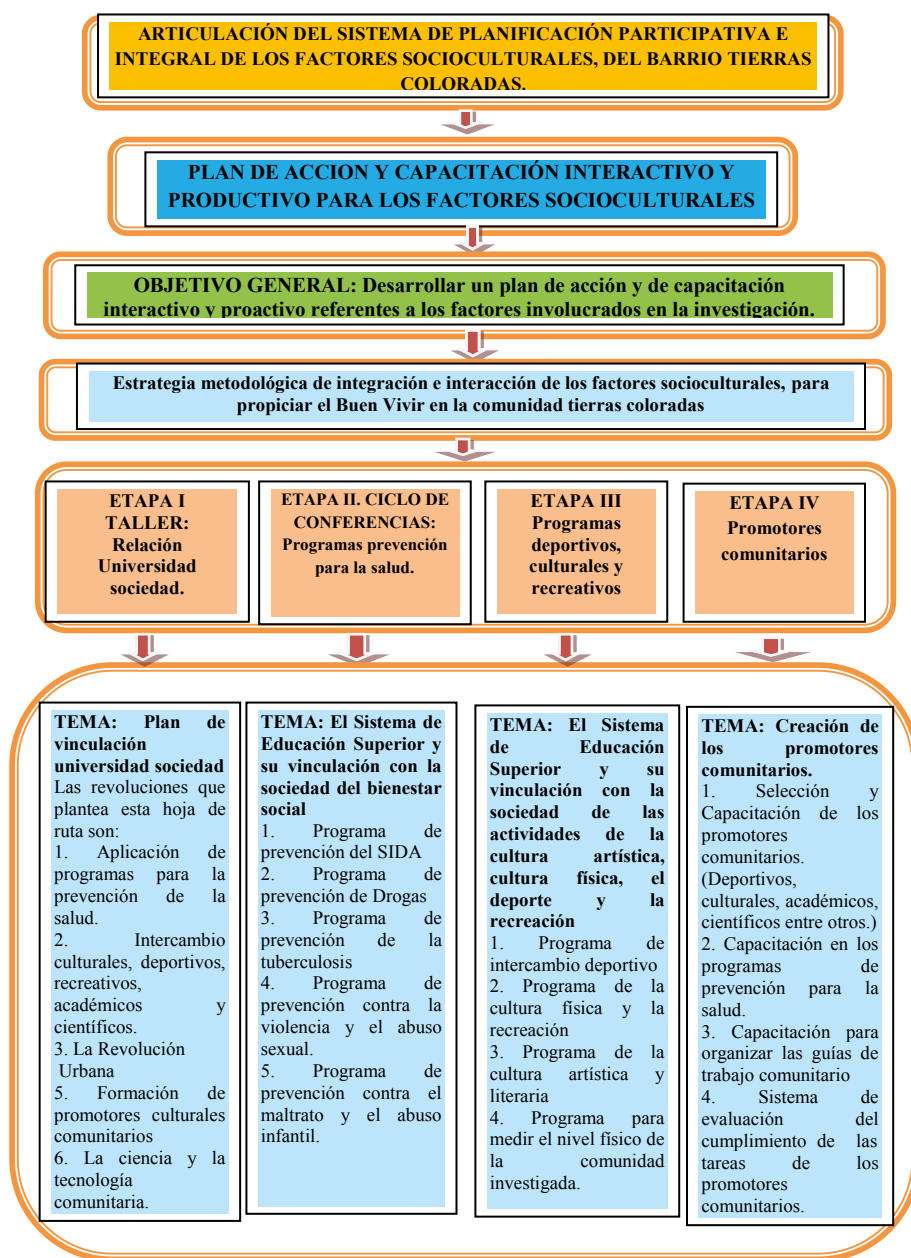 ARTICULACIÓN DEL SISTEMA DE PLANIFICACIÓN PARTICIPATIVA E
INTEGRAL DE LOS FACTORES SOCIOCULTURALES, DEL BARRIO TIERRAS
COLORADAS.
PLAN DE ACCION Y CAPACITACIÓN INTERACTIVO Y
PRODUCTIVO PARA LOS FACTORES SOCIOCULTURALES
OBJETIVO GENERAL: Desarrollar un plan de acción y de capacitación
interactivo y proactivo referentes a los factores involucrados en la investigación.
Estrategia metodológica de integración e interacción de los factores socioculturales, para
propiciar el Buen Vivir en la comunidad tierras coloradas
ETAPA I
TALLER:
Relación
Universidad
sociedad.
ETAPA II. CICLO DE
CONFERENCIAS:
Programas prevención
para la salud.
ETAPA III
Programas
deportivos,
culturales y
recreativos
ETAPA IV
Promotores
comunitarios
TEMA: Plan de
vinculación
universidad sociedad
Las revoluciones que
plantea esta hoja de
ruta son:
1. Aplicación de
programas para la
prevención de la
salud.
2. Intercambio
culturales, deportivos,
recreativos,
académicos y
científicos.
3. La Revolución
Urbana
5. Formación de
promotores culturales
comunitarios
6. La ciencia y la
tecnología
comunitaria.
TEMA: El Sistema de
Educación Superior y
su vinculación con la
sociedad del bienestar
social
1. Programa de
prevención del SIDA
2. Programa de
prevención de Drogas
3. Programa de
prevención de la
tuberculosis
4. Programa de
prevención contra la
violencia y el abuso
sexual.
5. Programa de
prevención contra el
maltrato y el abuso
infantil.
TEMA: El Sistema
de Educación
Superior y su
vinculación con la
sociedad de las
actividades de la
cultura artística,
cultura física, el
deporte y la
recreación
1. Programa de
intercambio deportivo
2. Programa de la
cultura física y la
recreación
3. Programa de la
cultura artística y
literaria
4. Programa para
medir el nivel físico de
la comunidad
investigada.
TEMA: Creación de
los promotores
comunitarios.
1. Selección y
Capacitación de los
promotores
comunitarios.
(Deportivos,
culturales, académicos,
científicos entre otros.)
2. Capacitación en los
programas de
prevención para la
salud.
3. Capacitación para
organizar las guías de
trabajo comunitario
4. Sistema de
evaluación del
cumplimiento de las
tareas de los
promotores
comunitarios.